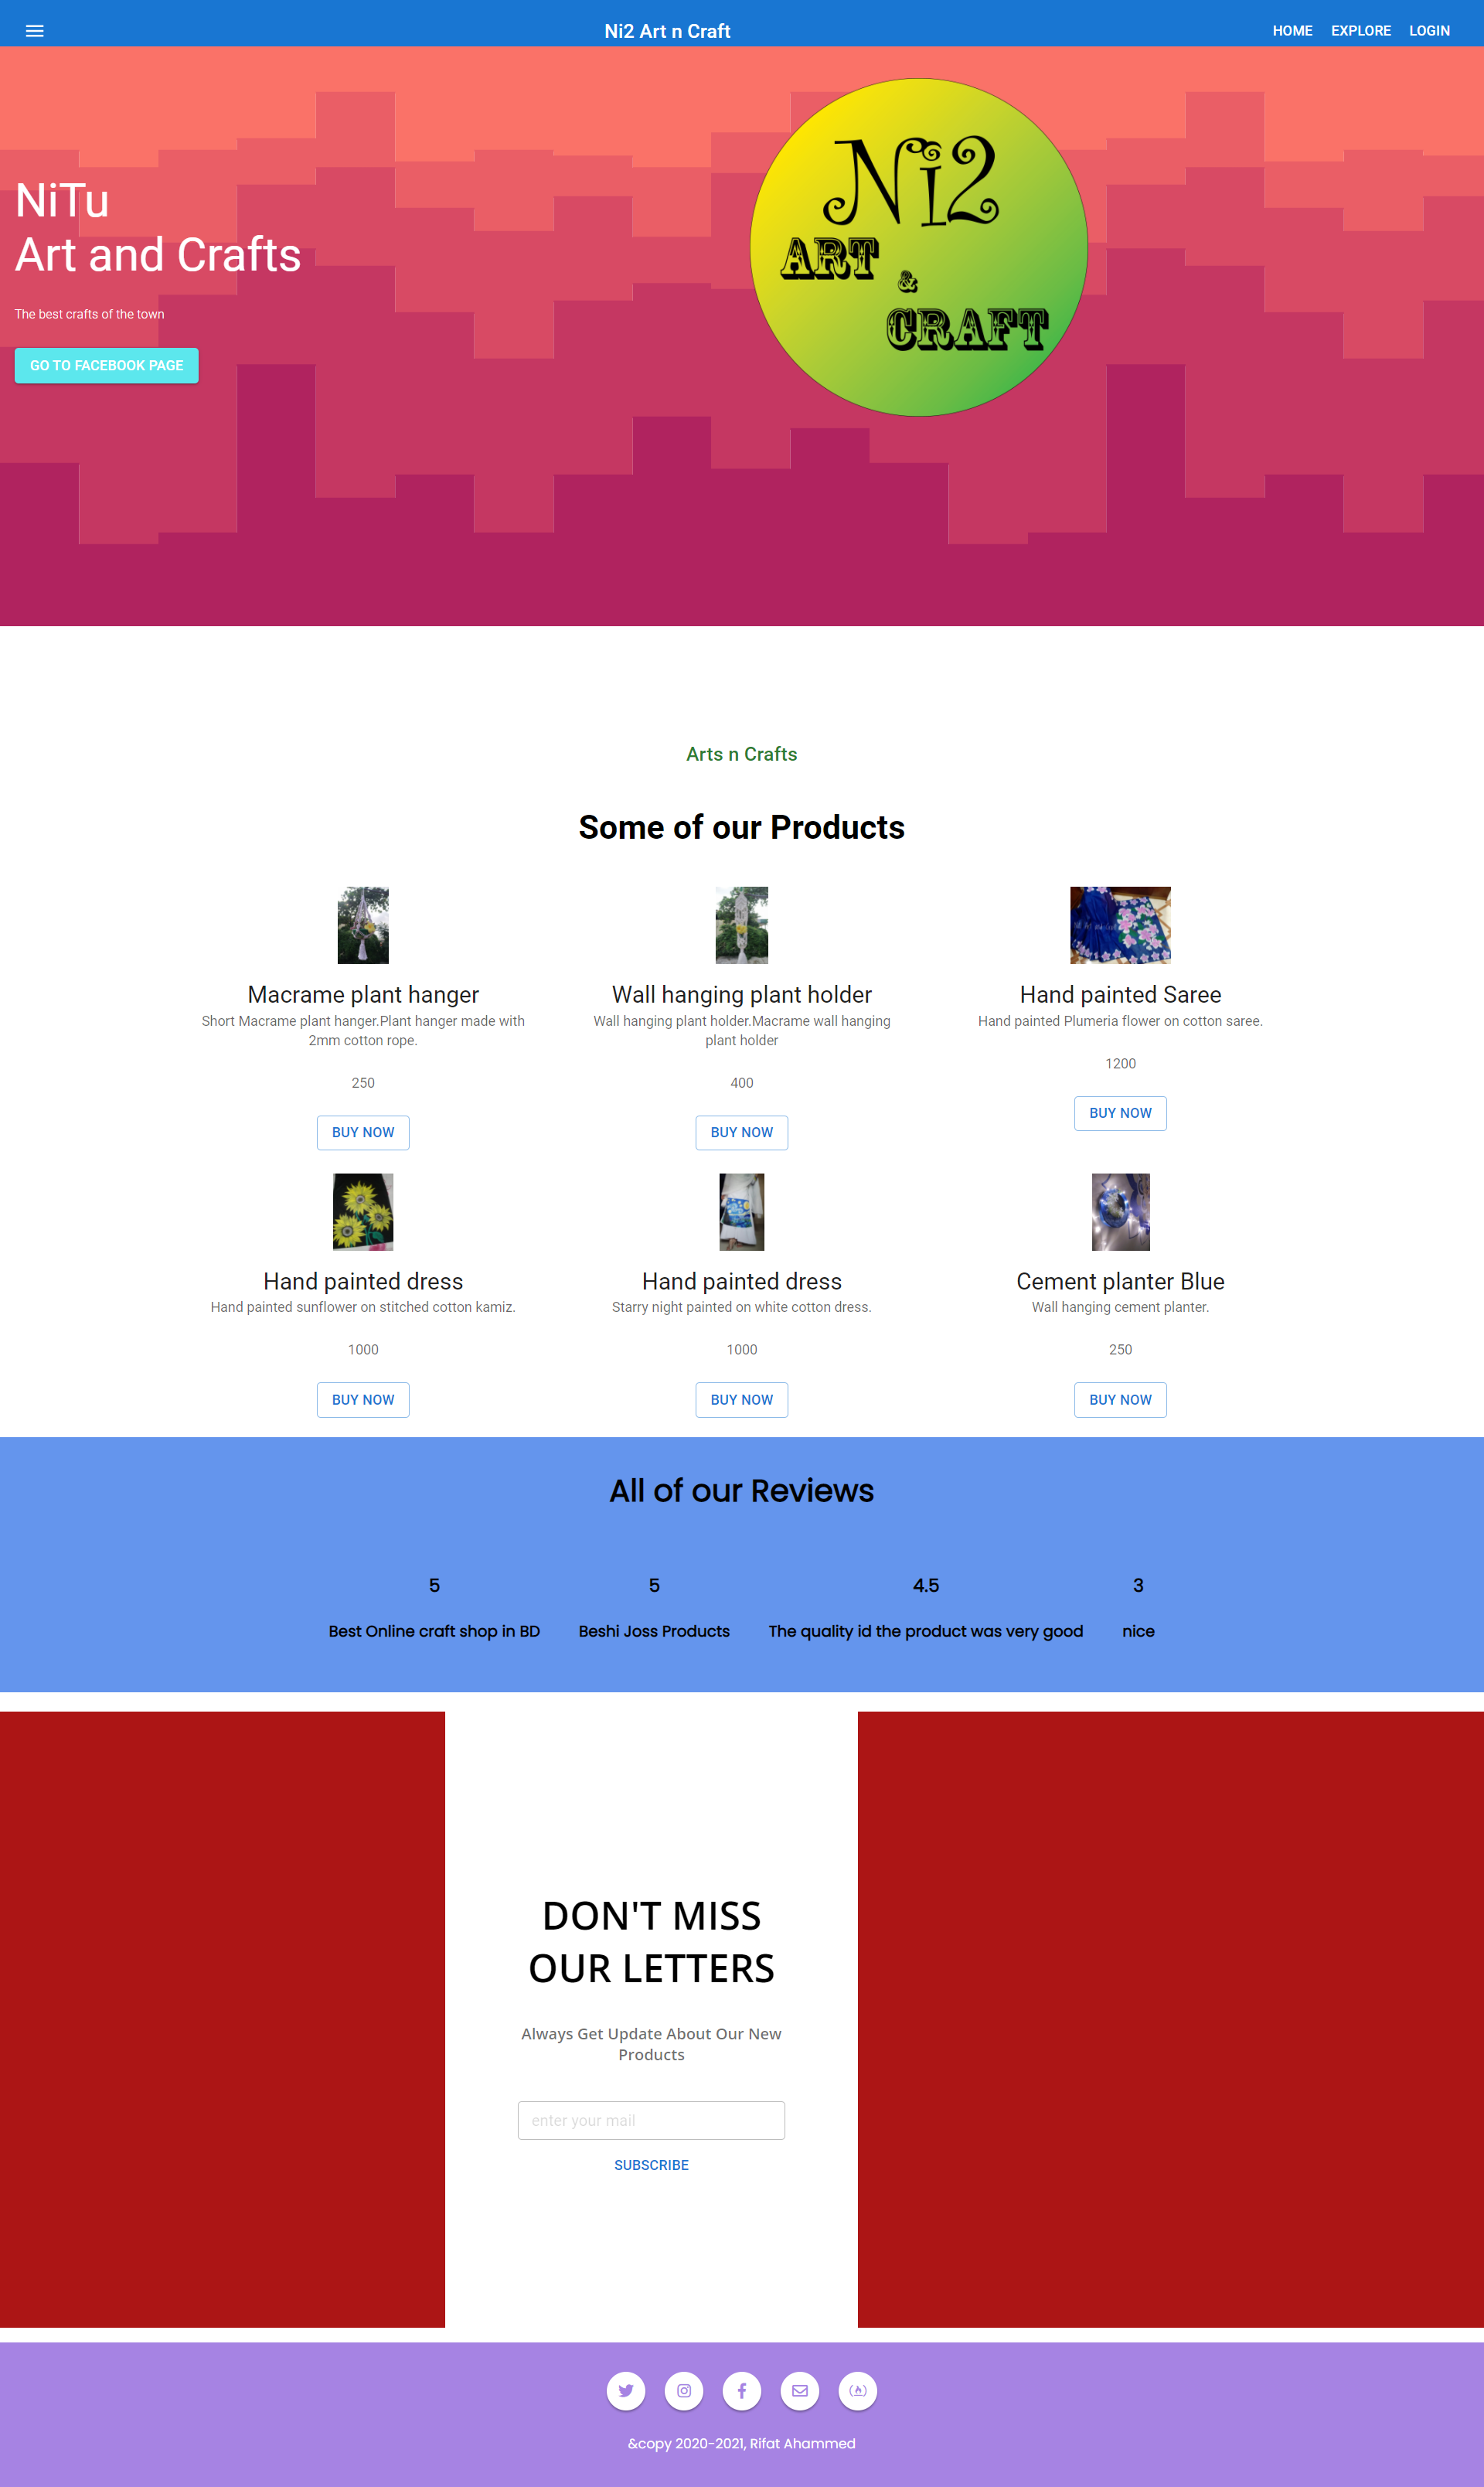 Ni2 Art n Craft
HOME EXPLORE LOGIN
NiTu
Art and Crafts
The best crafts of the town
GO TO FACEBOOK PAGE
Ni2
ART
&
CRAFT
Arts n Crafts
Some of our Products
Macrame plant hanger
Short Macrame plant hanger.Plant hanger made with
2mm cotton rope.
250
BUY NOW
Wall hanging plant holder
Wall hanging plant holder.Macrame wall hanging
plant holder
400
BUY NOW
Hand painted Saree
Hand painted Plumeria flower on cotton saree.
1200
BUY NOW
Hand painted dress
Hand painted sunflower on stitched cotton kamiz.
1000
BUY NOW
Hand painted dress
Starry night painted on white cotton dress.
1000
BUY NOW
Cement planter Blue
Wall hanging cement planter.
250
BUY NOW
All of our Reviews
5
Best Online craft shop in BD
5
Beshi Joss Products
4.5
The quality id the product was very good
3
nice
DON'T MISS
OUR LETTERS
Always Get Update About Our New
Products
enter your mail
SUBSCRIBE
&copy 2020-2021, Rifat Ahammed